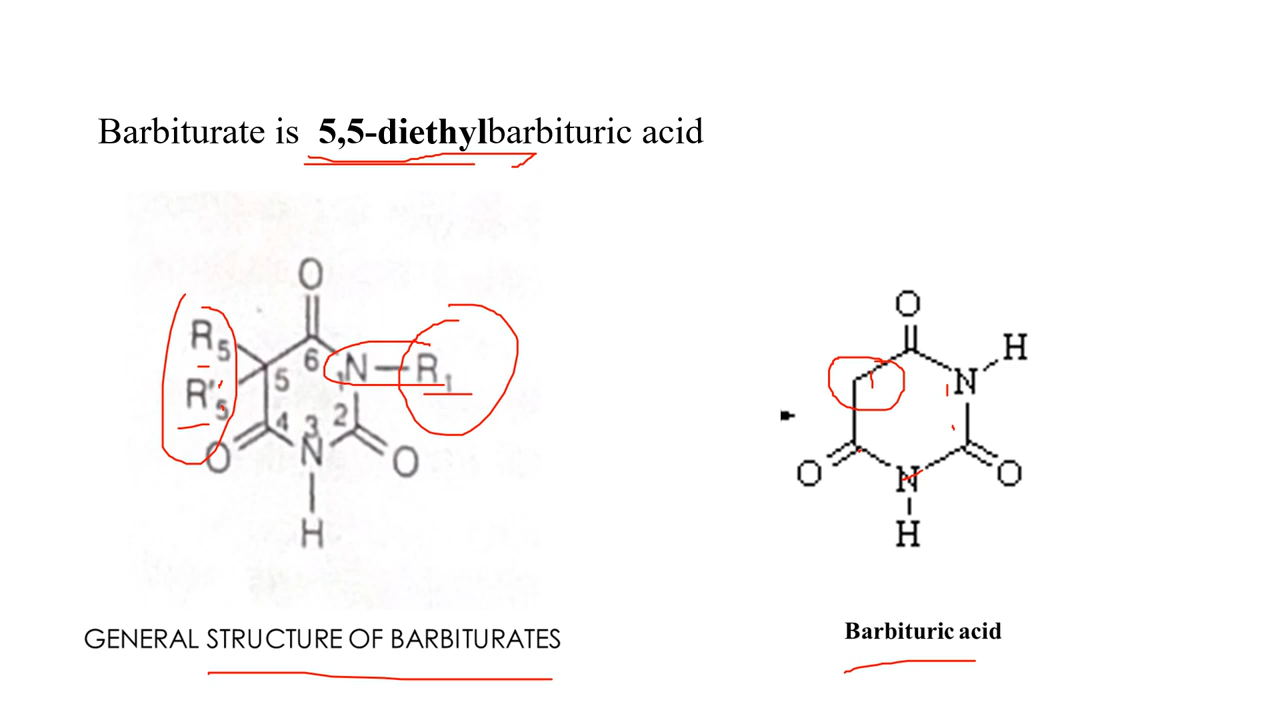 Barbiturate is 5,5-diethylbarbituric acid
O
R5
R'5
6
N
1
R1
5
4
3
2
N
O
O
H
O
H
N
O
N
O
H
GENERAL STRUCTURE OF BARBITURATES
Barbituric acid